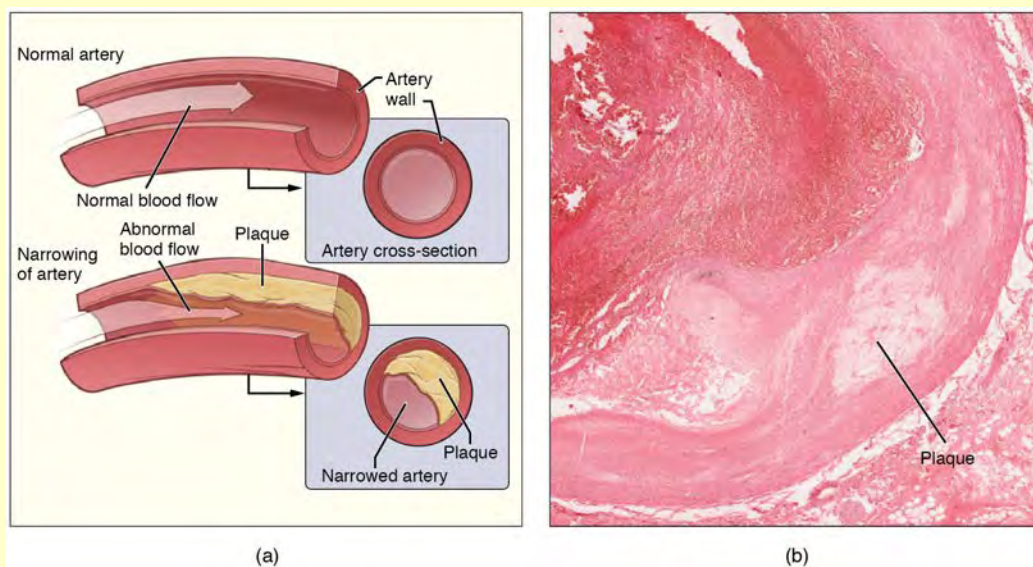 Normal artery
Artery
wall
Normal blood flow
Artery cross-section
Abnormal
blood flow
Plaque
Narrowing
of artery
Plaque
Narrowed artery
Plaque
(a)
(b)